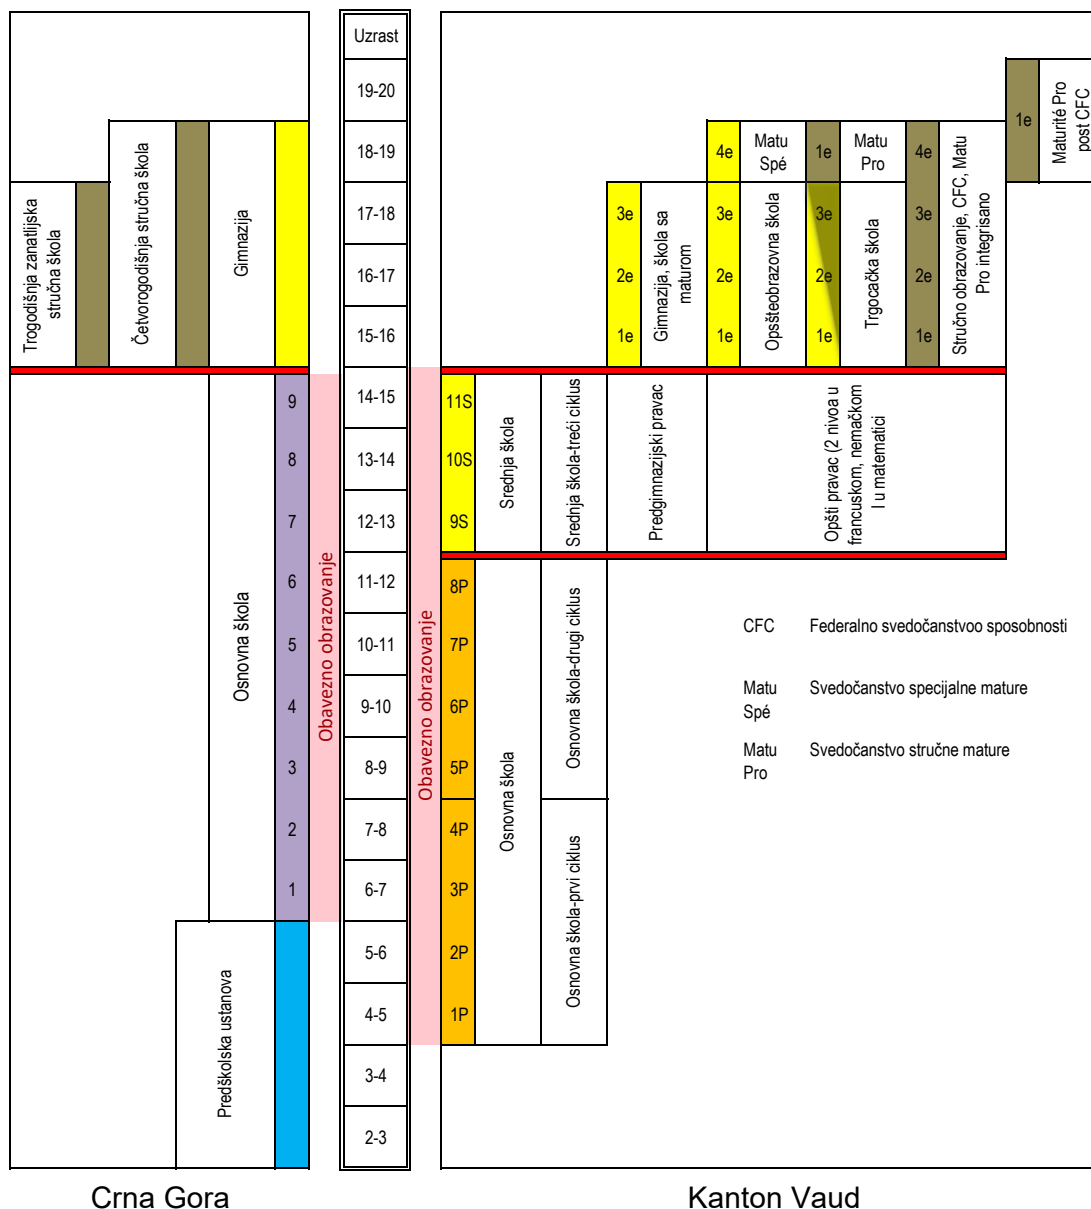 Uzrast
19-20
18-19
17-18
16-17
15-16
14-15
13-14
12-13
11-12
10-11
9-10
8-9
7-8
6-7
5-6
4-5
3-4
2-3
Trogodišnja zanatlijska
stručna škola
Četvorogodišnja stručna škola
Gimnazija
Osnovna škola
9
8
7
6
5
4
3
2
1
Predškolska ustanova
Obavezno obrazovanje
Obavezno obrazovanje
11S
10S
9S
8P
7P
6P
5P
4P
3P
2P
1P
Srednja škola
Osnovna škola
Srednja škola-treći ciklus
Osnovna škola-drugi ciklus
Osnovna škola-prvi ciklus
Predgimnazijski pravac
Opšti pravac (2 nivoa u
francuskom, nemačkom
I u matematici
3e
2e
1e
Gimnazija, škola sa
maturom
4e
3e
2e
1e
Matu
Spé
Opsšteobrazovna škola
1e
3e
2e
1e
Matu
Pro
Trgocačka škola
4e
3e
2e
1e
Stručno obrazovanje, CFC, Matu
Pro integrisano
1e
Maturité Pro
post CFC
CFC Federalno svedočanstvoo sposobnosti
Matu Svedočanstvo specijalne mature
Spé
Matu Svedočanstvo stručne mature
Pro
Crna Gora
Kanton Vaud